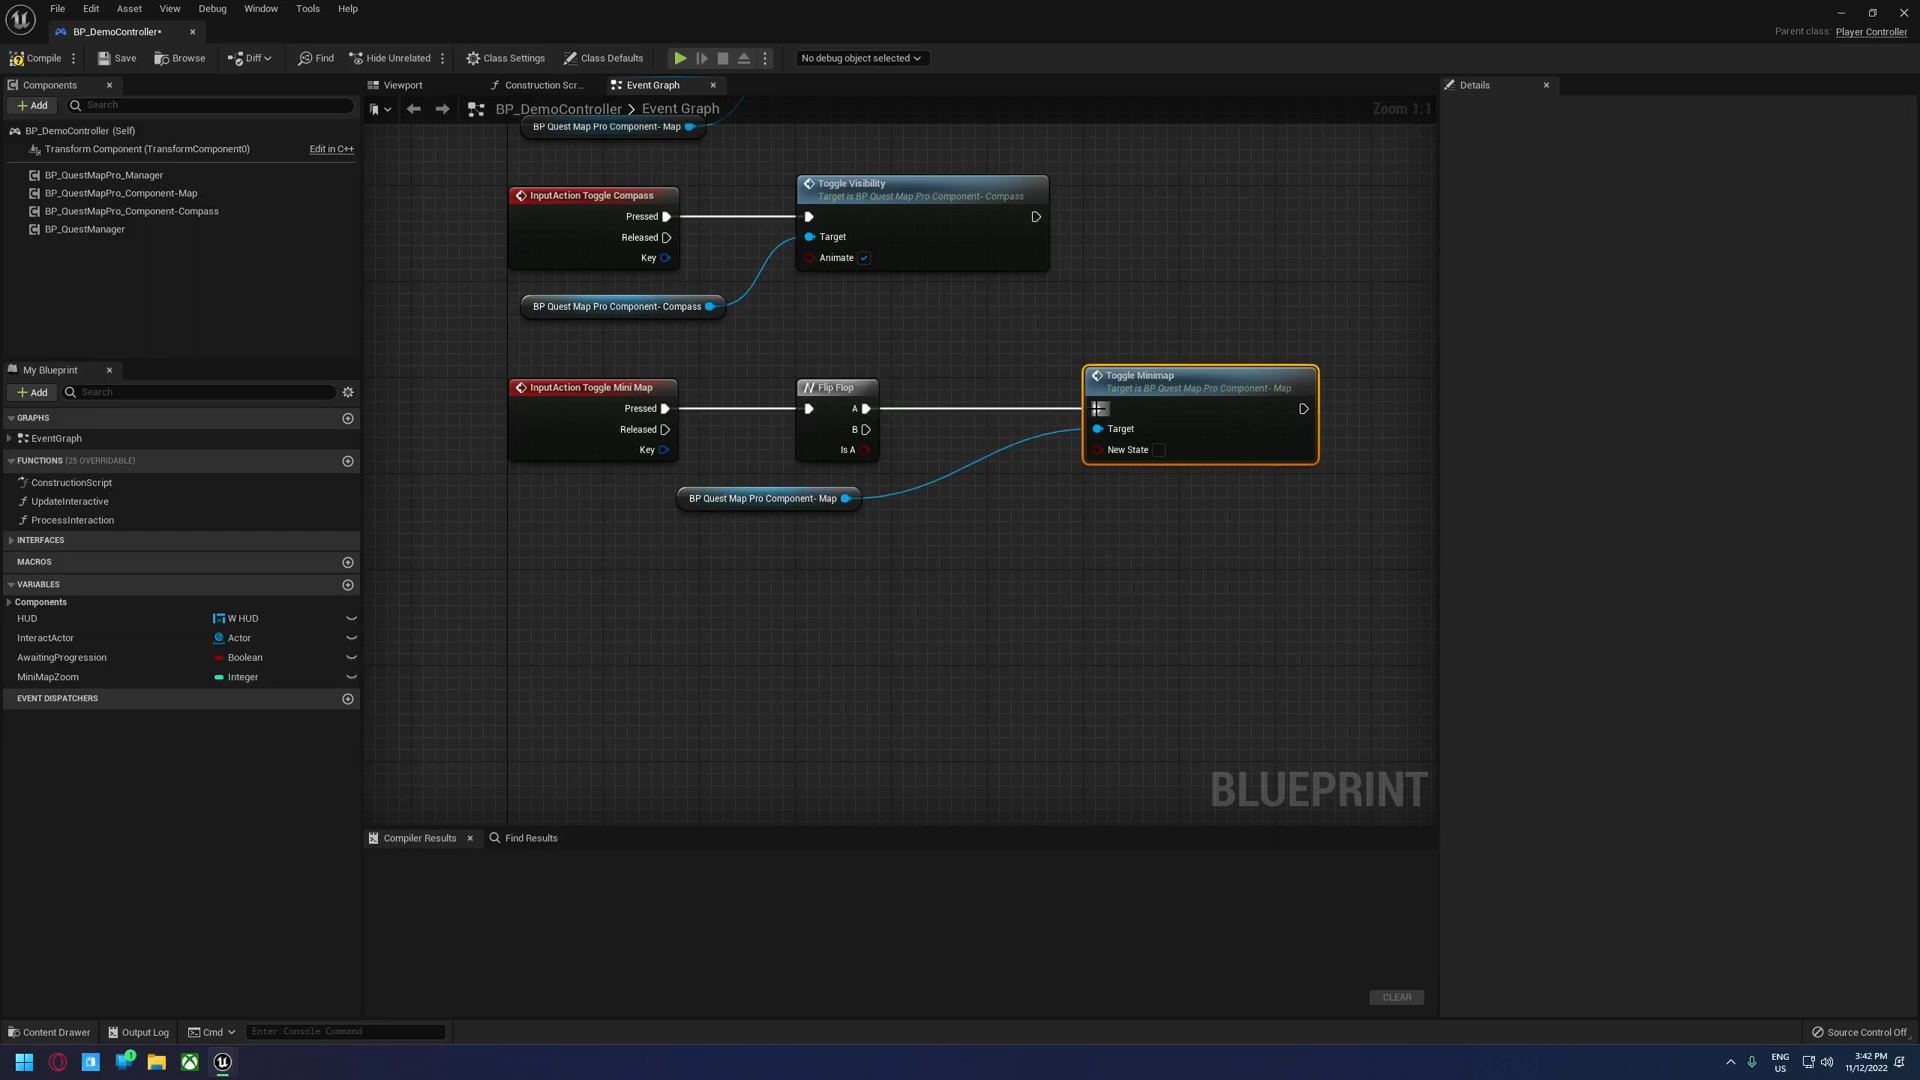 File Edit Asset View Debug Window Tools Help
BP_DemoController•
Parent class: Player Controller
Compile Save Browse Diff Find Hide Unrelated Class Settings Class Defaults No debug object selected
Components Viewport Construction Scr... Event Graph Details
Add Search
BP_DemoController > Event Graph Zoom 1:1
BP_DemoController (Self)
Transform Component (TransformComponent0) Edit in C++
BP_QuestMapPro_Manager
BP_QuestMapPro_Component-Map
BP_QuestMapPro_Component-Compass
BP_QuestManager
BP Quest Map Pro Component- Map
InputAction Toggle Compass
Pressed
Released
Key
Toggle Visibility
Target is BP Quest Map Pro Component- Compass
Target
Animate
BP Quest Map Pro Component- Compass
InputAction Toggle Mini Map
Pressed
Released
Key
Flip Flop
A
B
Is A
Toggle Minimap
Target is BP Quest Map Pro Component- Map
Target
New State
BP Quest Map Pro Component- Map
My Blueprint
Add Search
GRAPHS
EventGraph
FUNCTIONS (25 OVERRIDABLE)
ConstructionScript
UpdateInteractive
ProcessInteraction
INTERFACES
MACROS
VARIABLES
Components
HUD W HUD
InteractActor Actor
AwaitingProgression Boolean
MiniMapZoom Integer
EVENT DISPATCHERS
BLUEPRINT
Compiler Results Find Results
CLEAR
Content Drawer Output Log Cmd Enter Console Command Source Control Off
1
ENG
US
3:42 PM
11/12/2022